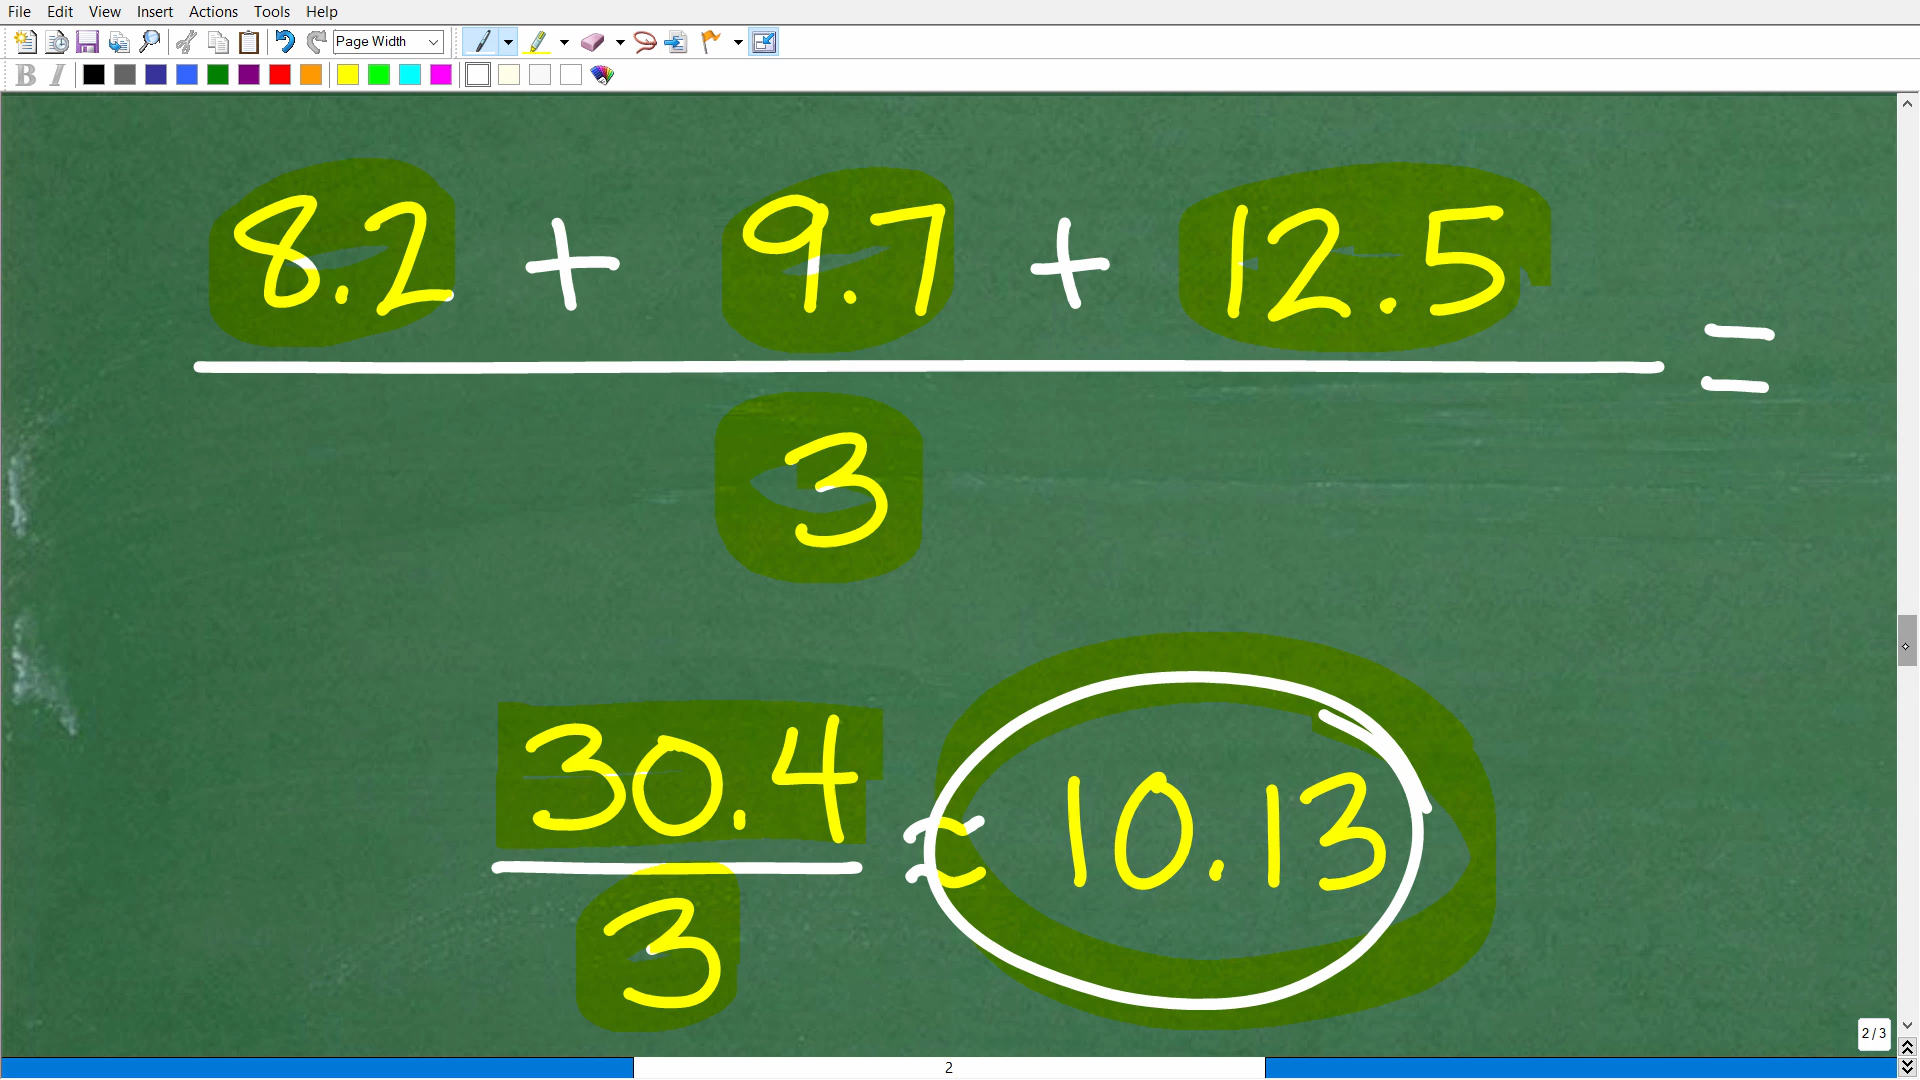 File Edit View Insert Actions Tools Help
Page Width
B I
8.2 + 9.7 + 12.5 =
3
30.4 ≈ 10.13
3
2 / 3
2